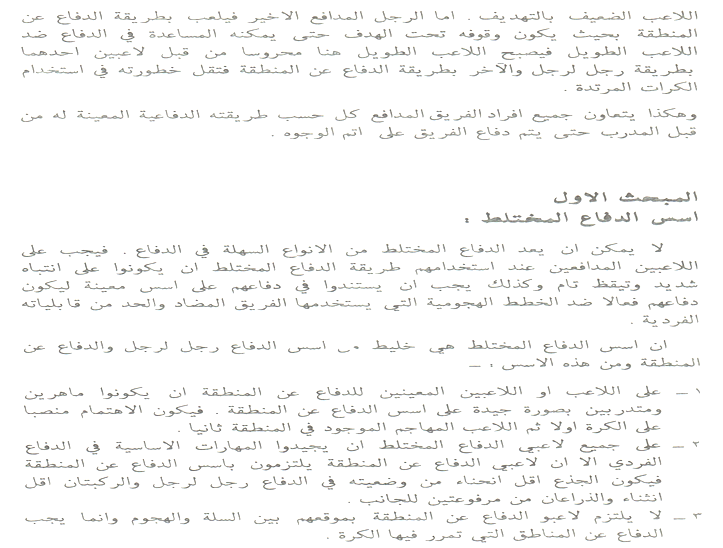 اللاعب الضعيف بالتهديف . اما الرجل المدافع الاخير فيلعب بطريقة الدفاع عن
المنطقة بحيث يكون وقوفه تحت الهدف حتى يمكنه المساعدة في الدفاع ضد
اللاعب الطويل فيصبح اللاعب الطويل هنا محروسا من قبل لاعبين احدهما
بطريقة رجل لرجل والآخر بطريقة الدفاع عن المنطقة فتقل خطورته في استخدام
الكرات المرتدة .
وهكذا يتعاون جميع افراد الفريق المدافع كل حسب طريقته الدفاعية المعينة له من
قبل المدرب حتى يتم دفاع الفريق على اتم الوجوه .
المبحث الاول
اسس الدفاع المختلط :
لا يمكن ان يعد الدفاع المختلط من الانواع السهلة في الدفاع . فيجب على
اللاعبين المدافعين عند استخدامهم طريقة الدفاع المختلط ان يكونوا على انتباه
شديد وتيقظ تام وكذلك يجب ان يستندوا في دفاعهم على اسس معينة ليكون
دفاعهم فعالا ضد الخطط الهجومية التي يستخدمها الفريق المضاد والحد من قابلياته
الفردية .
ان اسس الدفاع المختلط هي خليط من اسس الدفاع رجل لرجل والدفاع عن
المنطقة ومن هذه الاسس : ـ
١ ـ على اللاعب او اللاعبين المعينين للدفاع عن المنطقة ان يكونوا ماهرين
ومتدربين بصورة جيدة على اسس الدفاع عن المنطقة . فيكون الاهتمام منصبا
على الكرة اولا ثم اللاعب المهاجم الموجود في المنطقة ثانيا .
٢ ـ على جميع لاعبي الدفاع المختلط ان يجيدوا المهارات الاساسية في الدفاع
الفردي الا ان لاعبي الدفاع عن المنطقة يلتزمون باسس الدفاع عن المنطقة
فيكون الجذع اقل انحناء من وضعيته في الدفاع رجل لرجل والركبتان اقل
انثناء والذراعان من مرفوعتين للجانب .
٣ ـ لا يلتزم لاعبو الدفاع عن المنطقة بموقعهم بين السلة والهجوم وانما يجب
الدفاع عن المناطق التي تمرر فيها الكرة .